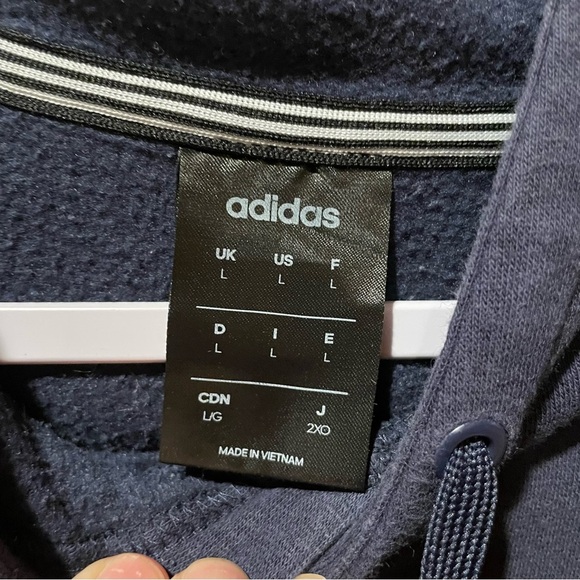 adidas
UK US F
L L L
D I E
L L L
CDN J
L/G 2XO
MADE IN VIETNAM